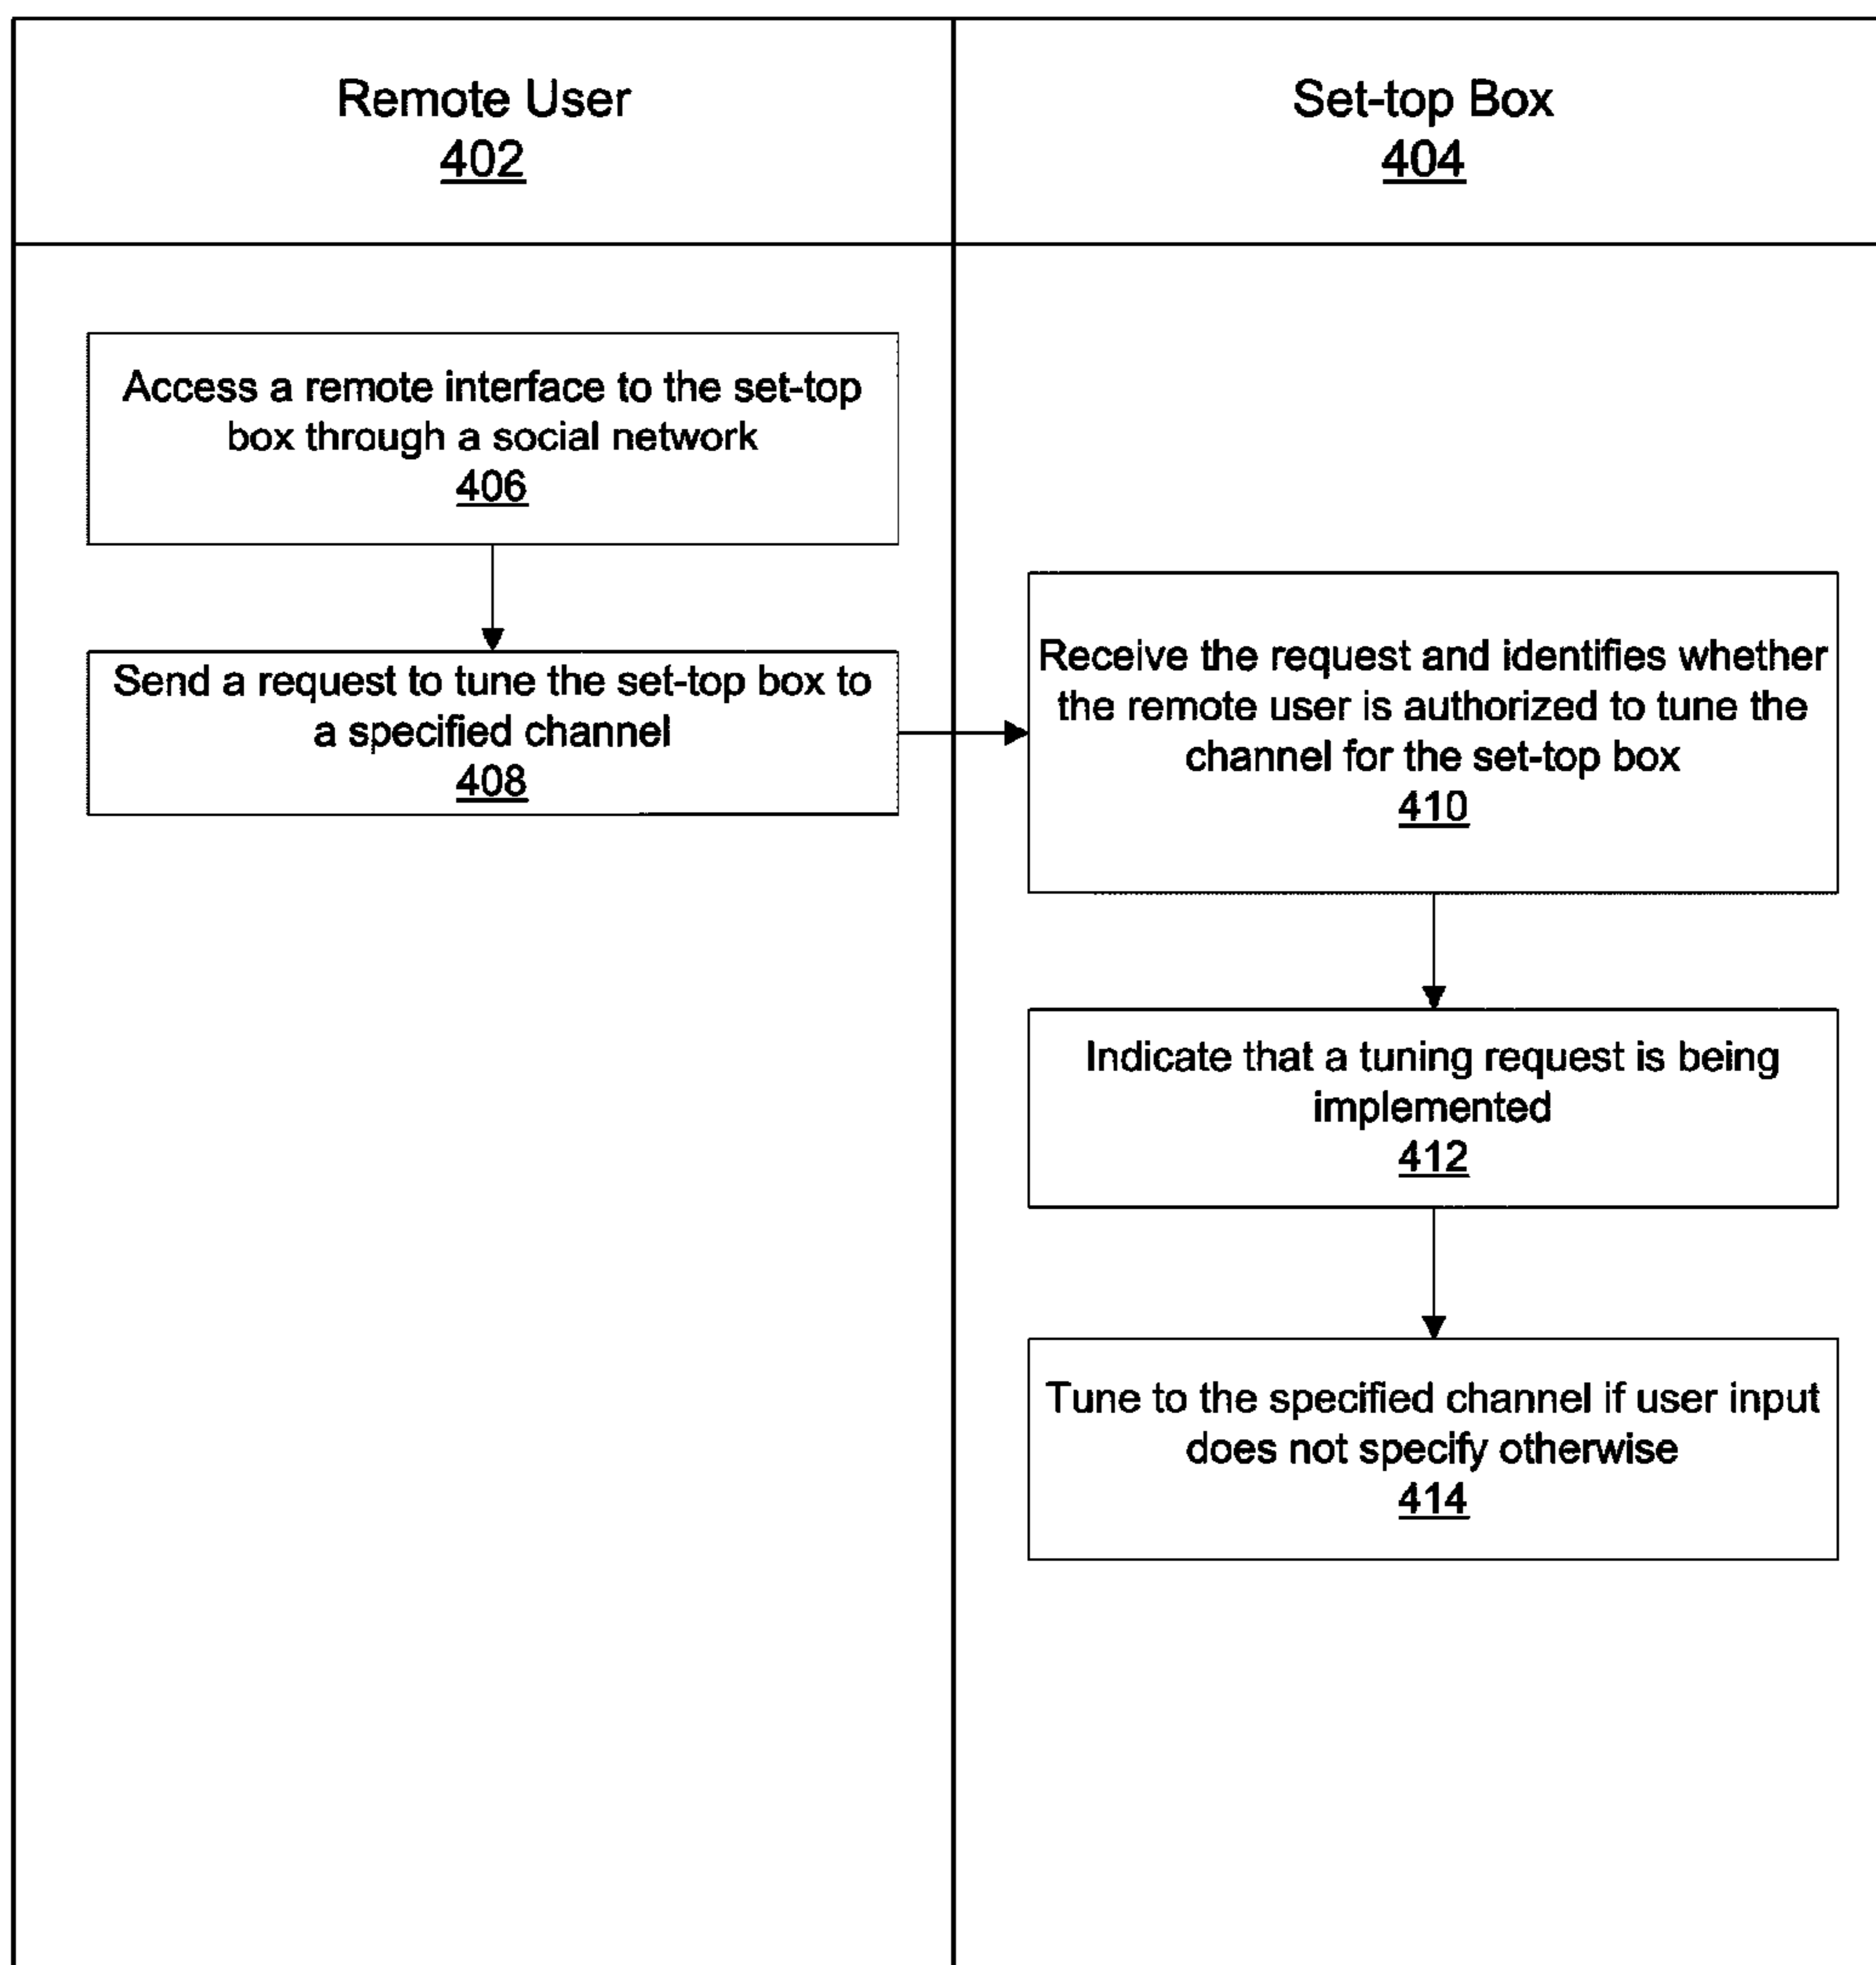 Remote User
402
Set-top Box
404
Access a remote interface to the set-top
box through a social network
406
Send a request to tune the set-top box to
a specified channel
408
Receive the request and identifies whether
the remote user is authorized to tune the
channel for the set-top box
410
Indicate that a tuning request is being
implemented
412
Tune to the specified channel if user input
does not specify otherwise
414